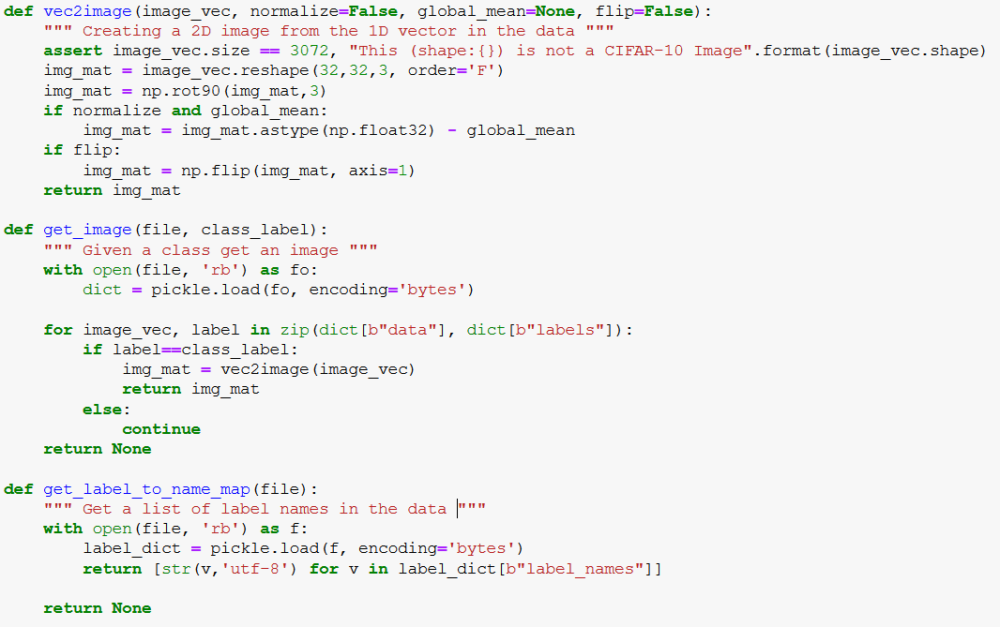 def vec2image(image_vec, normalize=False, global_mean=None, flip=False):
    """ Creating a 2D image from the 1D vector in the data """
    assert image_vec.size == 3072, "This (shape:{}) is not a CIFAR-10 Image".format(image_vec.shape)
    img_mat = image_vec.reshape(32,32,3, order='F')
    img_mat = np.rot90(img_mat,3)
    if normalize and global_mean:
        img_mat = img_mat.astype(np.float32) - global_mean
    if flip:
        img_mat = np.flip(img_mat, axis=1)
    return img_mat

def get_image(file, class_label):
    """ Given a class get an image """
    with open(file, 'rb') as fo:
        dict = pickle.load(fo, encoding='bytes')

    for image_vec, label in zip(dict[b"data"], dict[b"labels"]):
        if label==class_label:
            img_mat = vec2image(image_vec)
            return img_mat
        else:
            continue
    return None

def get_label_to_name_map(file):
    """ Get a list of label names in the data """
    with open(file, 'rb') as f:
        label_dict = pickle.load(f, encoding='bytes')
        return [str(v,'utf-8') for v in label_dict[b"label_names"]]

    return None